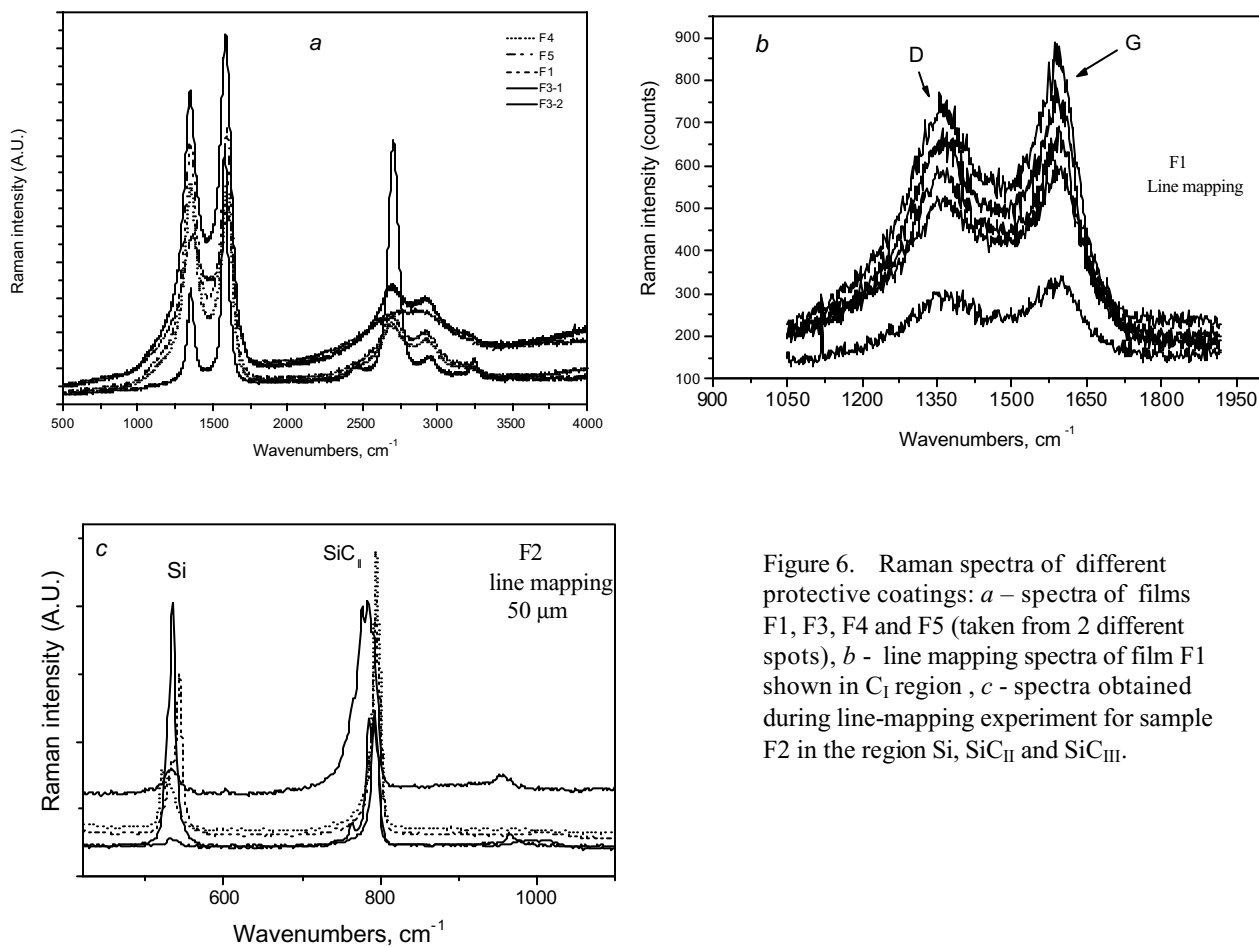 a
F4
F5
F1
F3-1
F3-2
Raman intensity (A.U.)
500 1000 1500 2000 2500 3000 3500 4000
Wavenumbers, cm⁻¹
b
D
G
F1
Line mapping
Raman intensity (counts)
900
800
700
600
500
400
300
200
100
900 1050 1200 1350 1500 1650 1800 1950
Wavenumbers, cm⁻¹
c
Si
SiC_II
F2
line mapping
50 µm
Raman intensity (A.U.)
600 800 1000
Wavenumbers, cm⁻¹
Figure 6. Raman spectra of different
protective coatings: a – spectra of films
F1, F3, F4 and F5 (taken from 2 different
spots), b - line mapping spectra of film F1
shown in C_I region , c - spectra obtained
during line-mapping experiment for sample
F2 in the region Si, SiC_II and SiC_III.